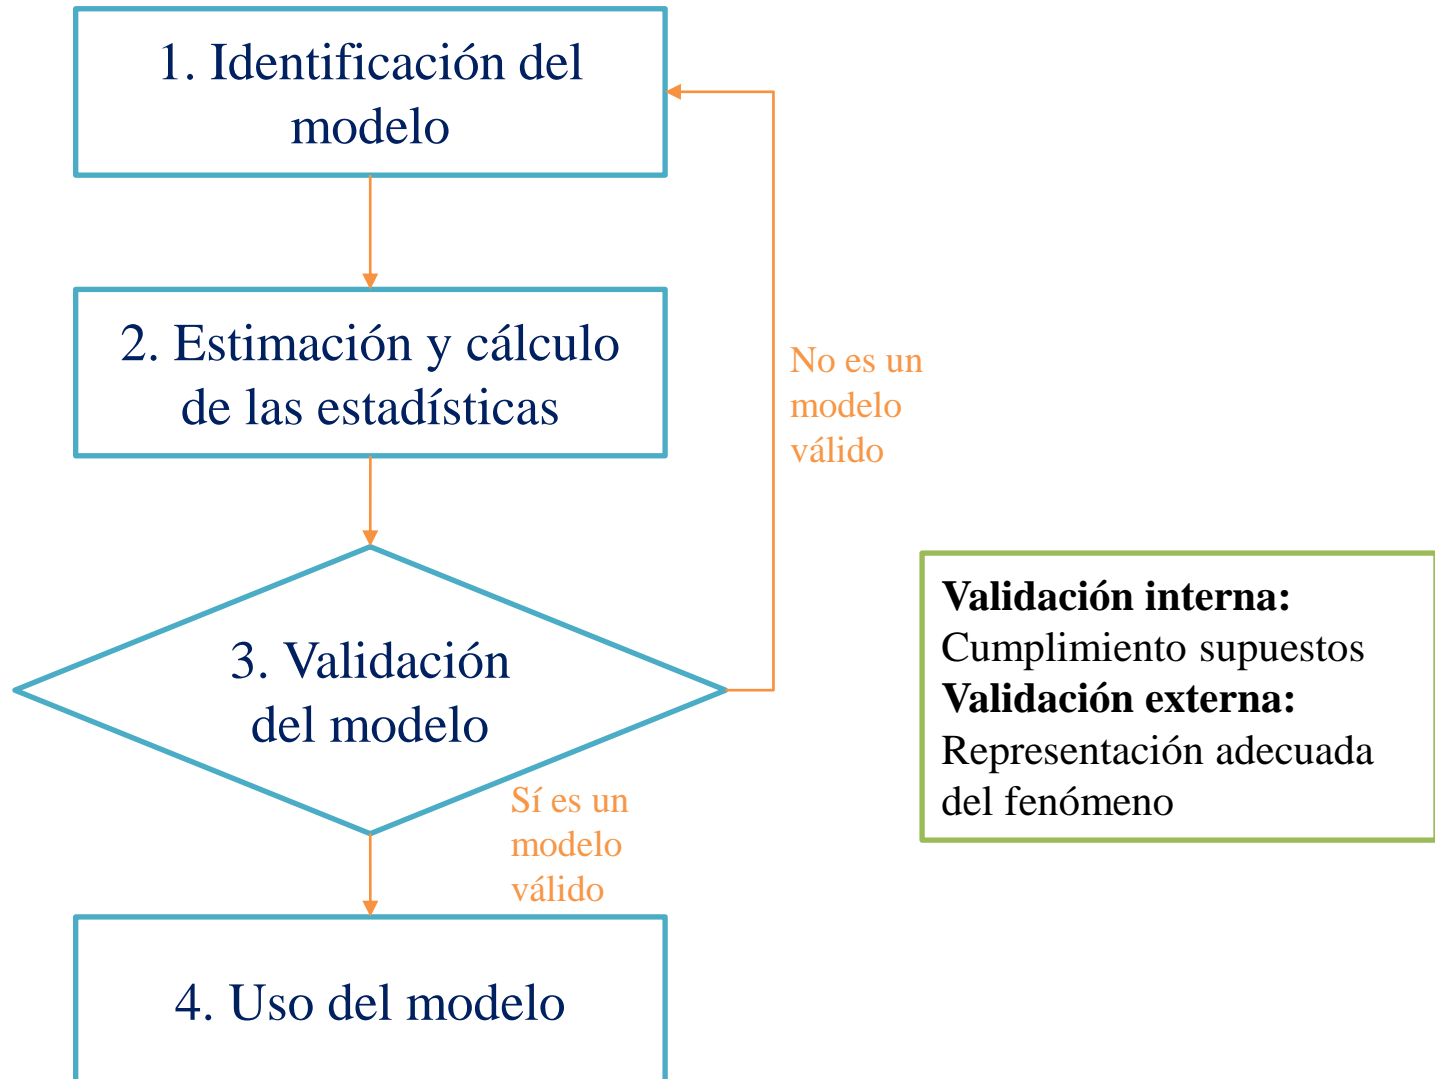 1. Identificación del
modelo
2. Estimación y cálculo
de las estadísticas
No es un
modelo
válido
3. Validación
del modelo
Validación interna:
Cumplimiento supuestos
Validación externa:
Representación adecuada
del fenómeno
Sí es un
modelo
válido
4. Uso del modelo